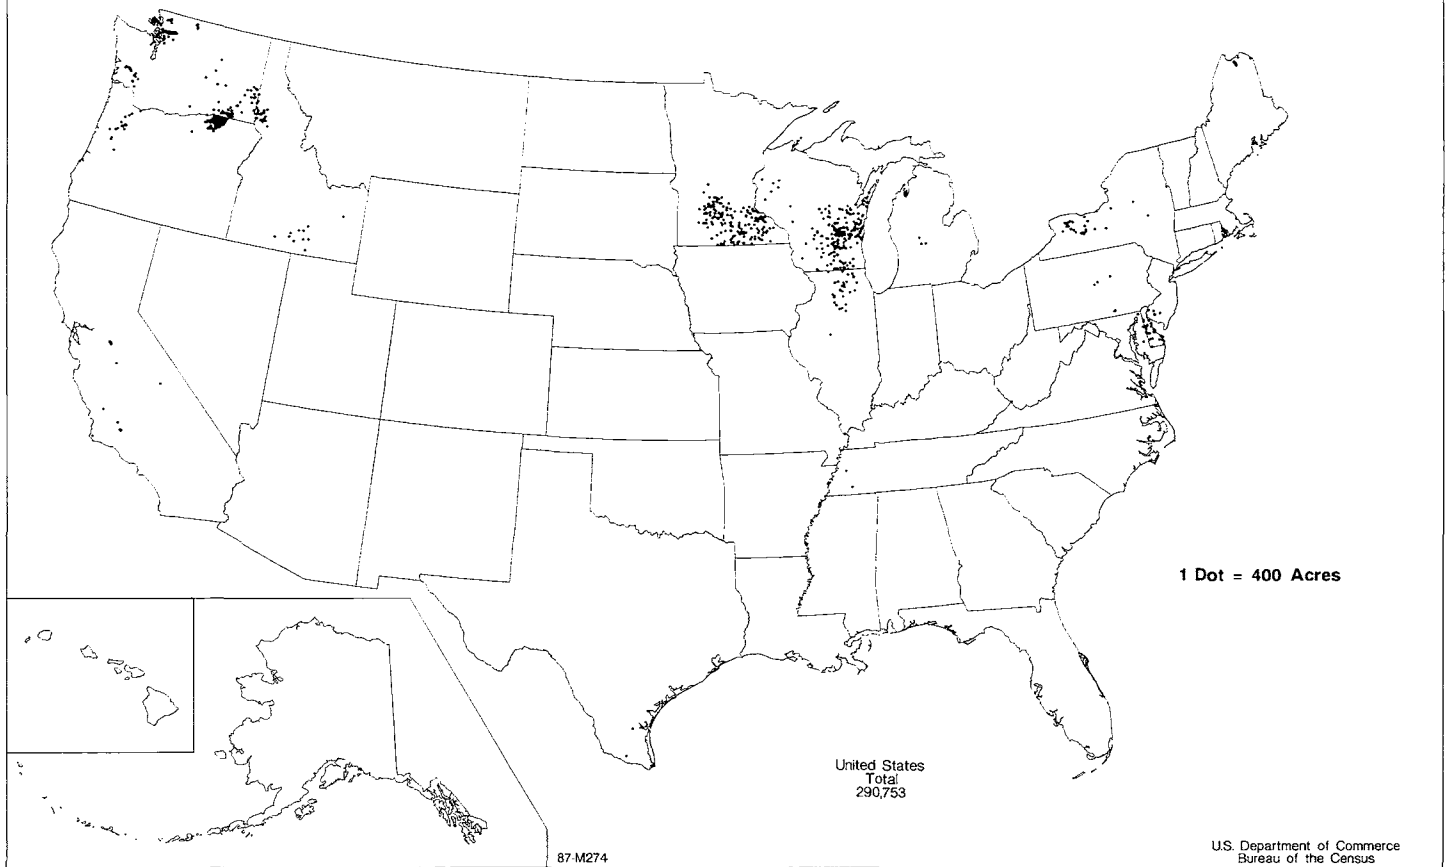 1 Dot = 400 Acres
United States
Total
290,753
87-M274
U.S. Department of Commerce
Bureau of the Census